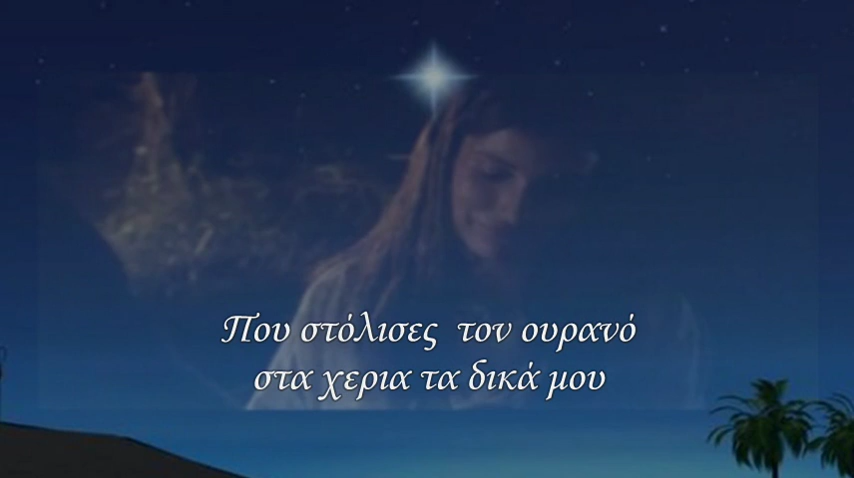 Που στόλισες τον ουρανό
στα χερια τα δικά μου